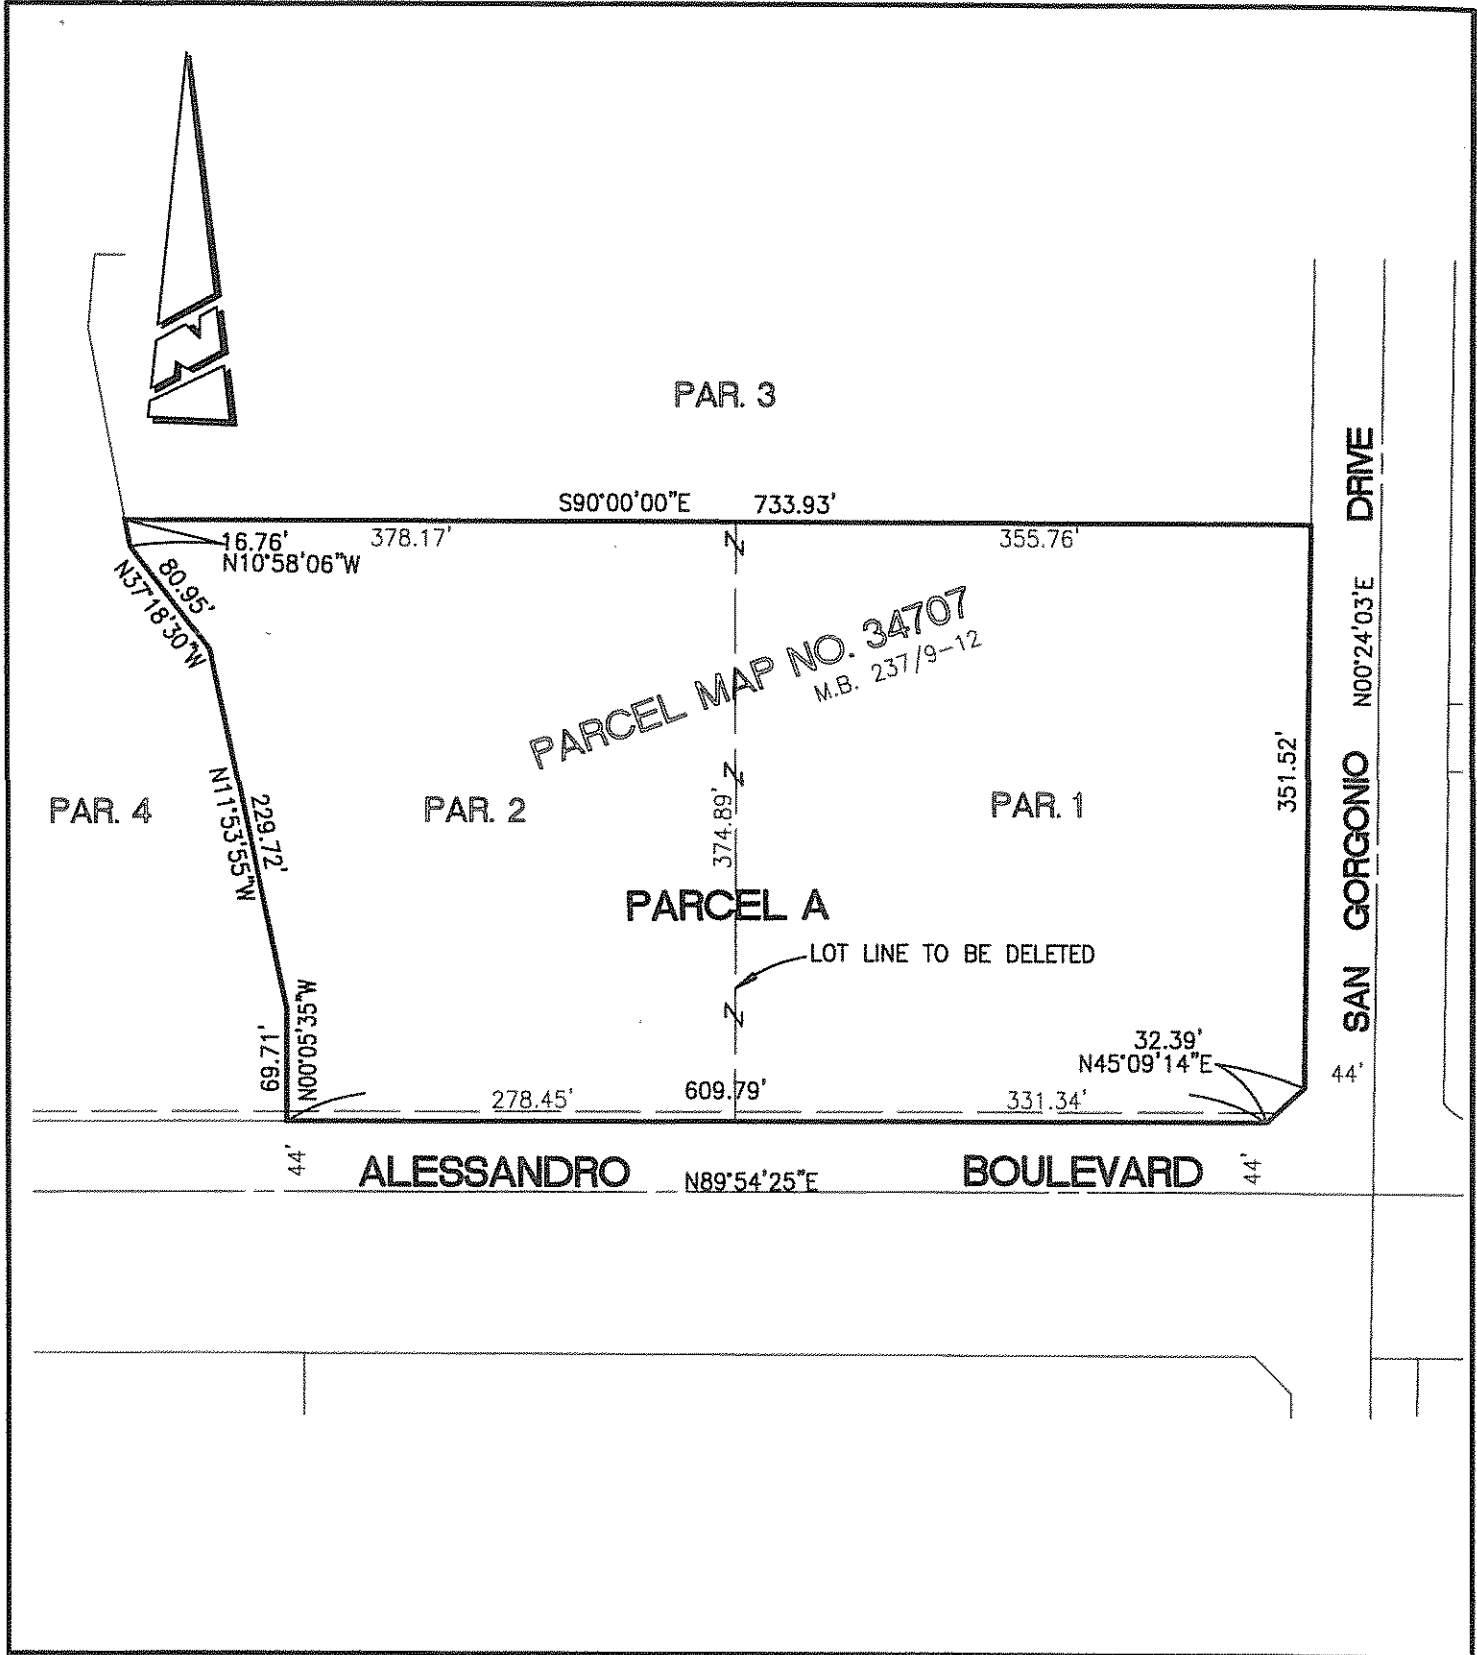 N
PAR. 3
S90°00'00"E 733.93'
16.76'
N10°58'06"W
378.17'
355.76'
80.95'
N37°18'30"W
PARCEL MAP NO. 34707
M.B. 237/9-12
SAN GORGONIO N00°24'03"E DRIVE
351.52'
PAR. 4
229.72'
N11°53'55"W
PAR. 2
374.89'
PAR. 1
PARCEL A
LOT LINE TO BE DELETED
69.71'
N00°05'35"W
32.39'
N45°09'14"E
44'
278.45'
609.79'
331.34'
44'
ALESSANDRO N89°54'25"E BOULEVARD
44'